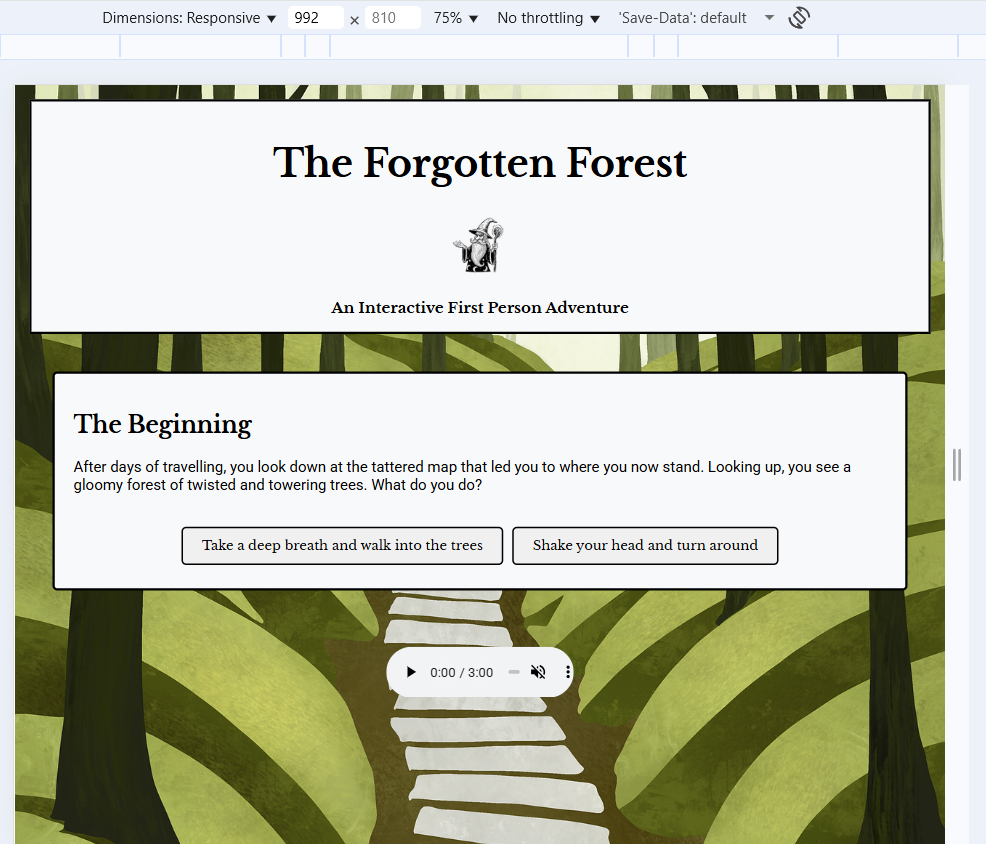 Dimensions: Responsive 992 × 810 75% No throttling 'Save-Data': default
The Forgotten Forest
An Interactive First Person Adventure
The Beginning
After days of travelling, you look down at the tattered map that led you to where you now stand. Looking up, you see a
gloomy forest of twisted and towering trees. What do you do?
Take a deep breath and walk into the trees Shake your head and turn around
0:00 / 3:00